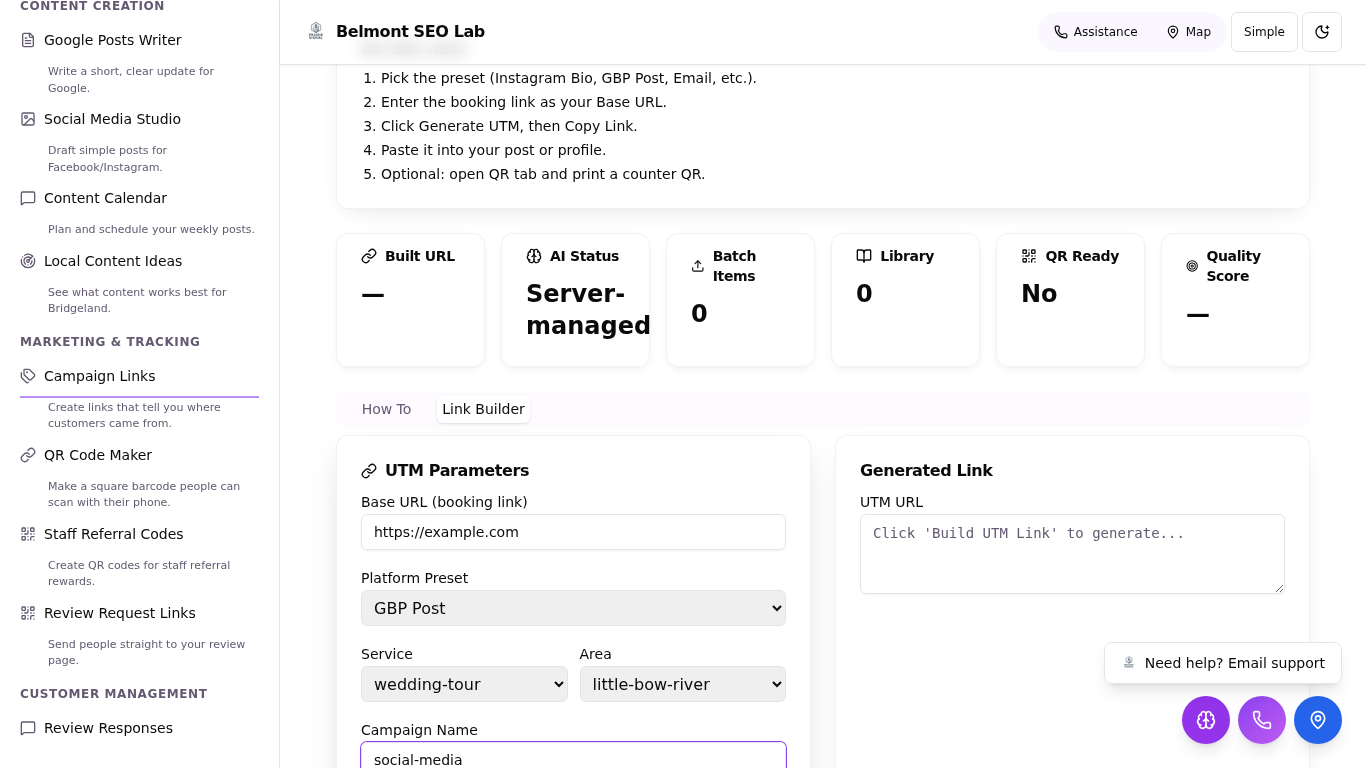 CONTENT CREATION
Google Posts Writer
Write a short, clear update for
Google.
Social Media Studio
Draft simple posts for
Facebook/Instagram.
Content Calendar
Plan and schedule your weekly posts.
Local Content Ideas
See what content works best for
Bridgeland.
MARKETING & TRACKING
Campaign Links
Create links that tell you where
customers came from.
QR Code Maker
Make a square barcode people can
scan with their phone.
Staff Referral Codes
Create QR codes for staff referral
rewards.
Review Request Links
Send people straight to your review
page.
CUSTOMER MANAGEMENT
Review Responses
Belmont SEO Lab
Assistance
Map
Simple
1. Pick the preset (Instagram Bio, GBP Post, Email, etc.).
2. Enter the booking link as your Base URL.
3. Click Generate UTM, then Copy Link.
4. Paste it into your post or profile.
5. Optional: open QR tab and print a counter QR.
Built URL
—
AI Status
Server-
managed
Batch
Items
0
Library
0
QR Ready
No
Quality
Score
—
How To
Link Builder
UTM Parameters
Base URL (booking link)
https://example.com
Platform Preset
GBP Post
Service
wedding-tour
Area
little-bow-river
Campaign Name
social-media
Generated Link
UTM URL
Click 'Build UTM Link' to generate...
Need help? Email support